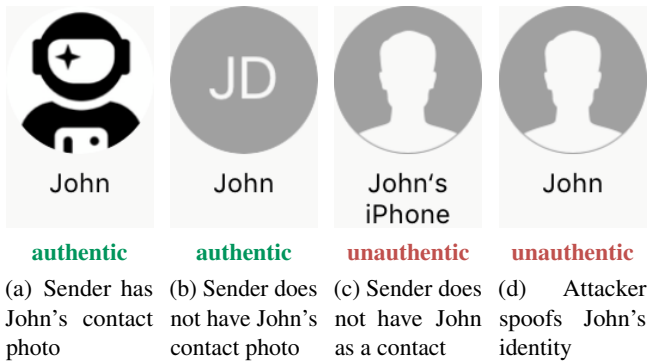 JD
John
John
John‘s
iPhone
John
authentic
authentic
unauthentic
unauthentic
(a) Sender has
John's contact
photo
(b) Sender does
not have John's
contact photo
(c) Sender does
not have John
as a contact
(d) Attacker
spoofs John's
identity